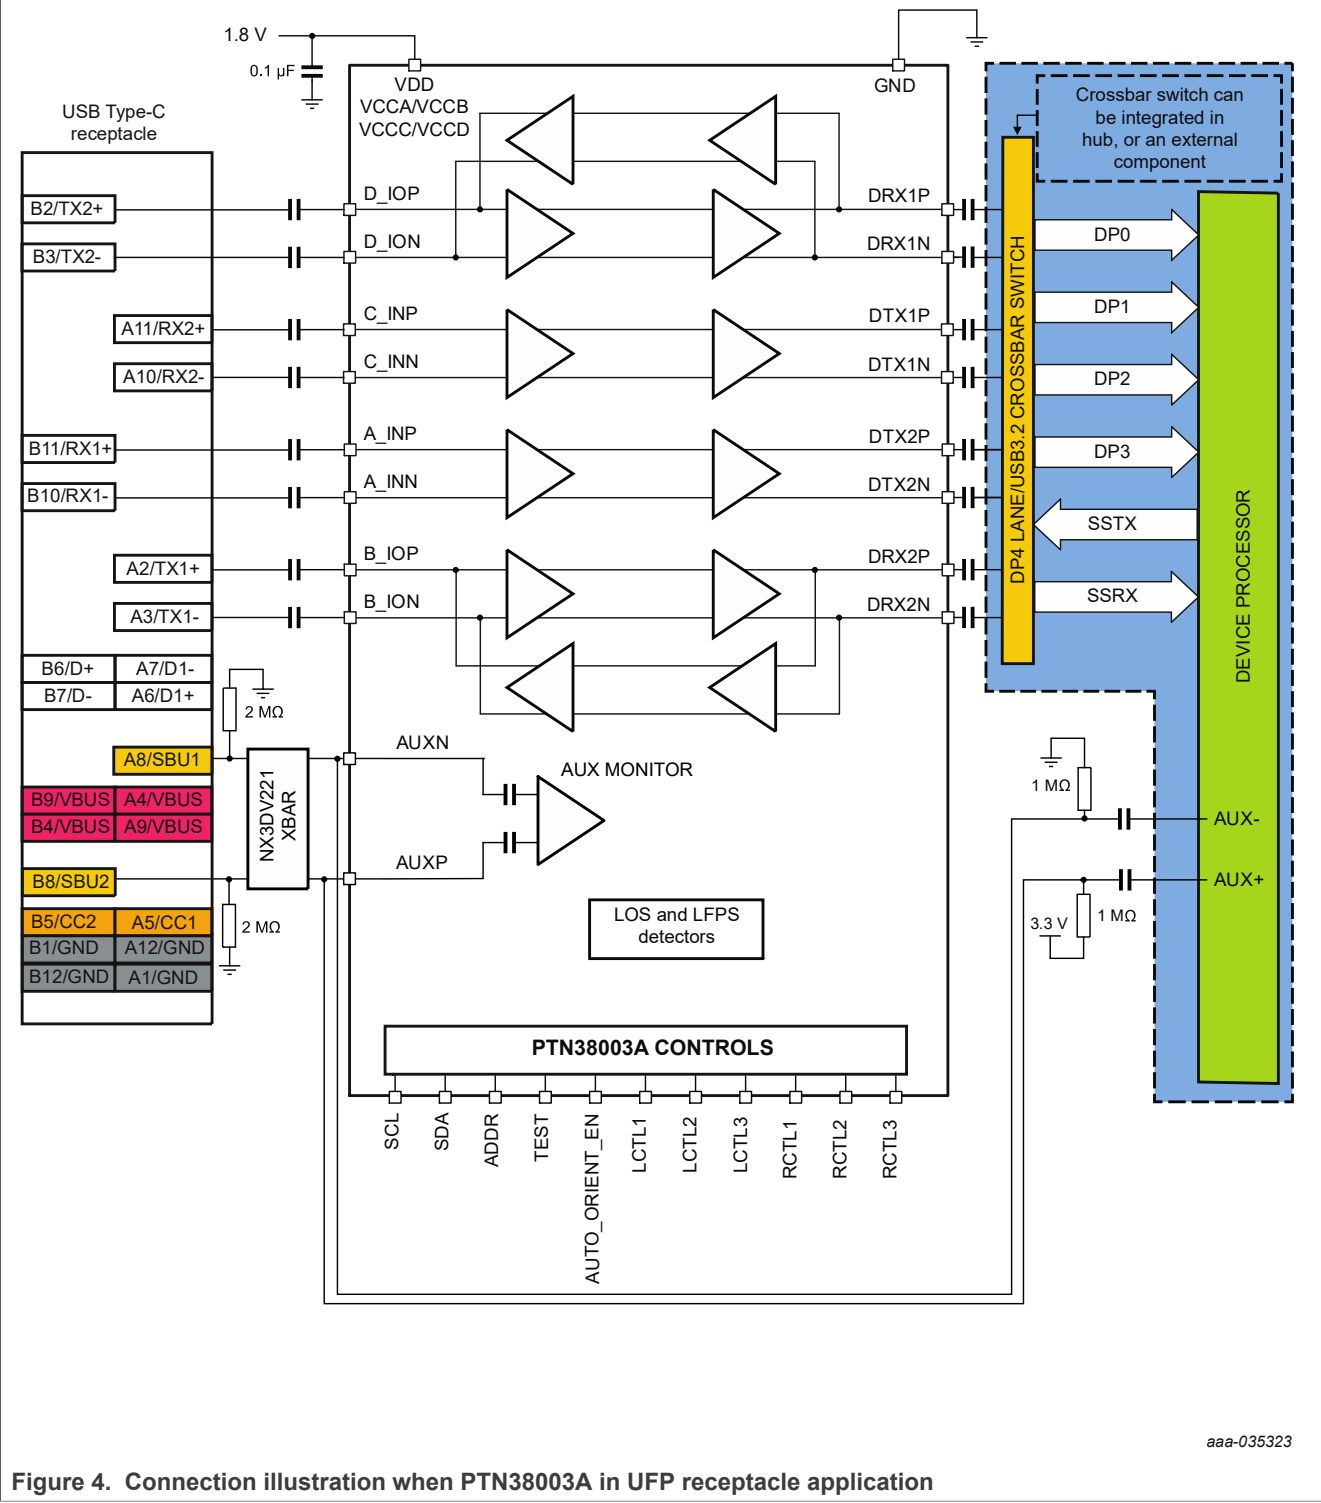 1.8 V
0.1 µF
VDD
VCCA/VCCB
VCCC/VCCD
GND
USB Type-C
receptacle
Crossbar switch can
be integrated in
hub, or an external
component
B2/TX2+
D_IOP
DRX1P
B3/TX2-
D_ION
DRX1N
DP0
A11/RX2+
C_INP
DTX1P
DP1
A10/RX2-
C_INN
DTX1N
DP2
B11/RX1+
A_INP
DTX2P
DP3
B10/RX1-
A_INN
DTX2N
SSTX
A2/TX1+
B_IOP
DRX2P
A3/TX1-
B_ION
DRX2N
SSRX
DP4 LANE/USB3.2 CROSSBAR SWITCH
DEVICE PROCESSOR
B6/D+ A7/D1-
B7/D- A6/D1+
2 MΩ
A8/SBU1
AUXN
AUX MONITOR
B9/VBUS A4/VBUS
B4/VBUS A9/VBUS
NX3DV221
XBAR
1 MΩ
AUX-
B8/SBU2
AUXP
AUX+
B5/CC2 A5/CC1
2 MΩ
LOS and LFPS
detectors
3.3 V
1 MΩ
B1/GND A12/GND
B12/GND A1/GND
PTN38003A CONTROLS
SCL
SDA
ADDR
TEST
AUTO_ORIENT_EN
LCTL1
LCTL2
LCTL3
RCTL1
RCTL2
RCTL3
aaa-035323
Figure 4. Connection illustration when PTN38003A in UFP receptacle application